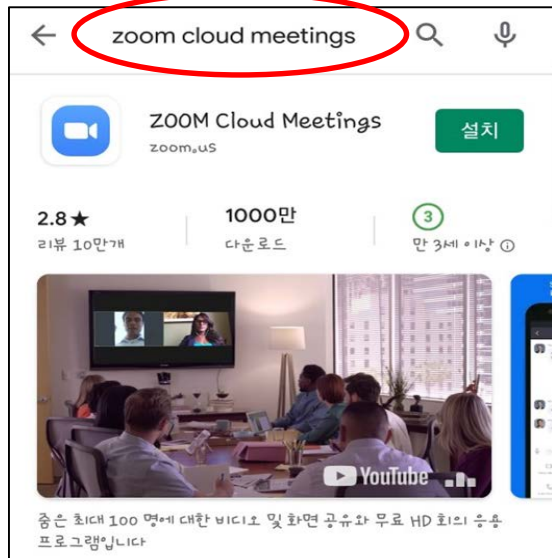 zoom cloud meetings
ZOOM Cloud Meetings
설치
zoom.us
2.8★
1000만
3
리뷰 10만개
다운로드
만 3세 이상
YouTube
줌은 최대 100 명에 대한 비디오 및 화면 공유와 무료 HD 회의 응용
프로그램입니다